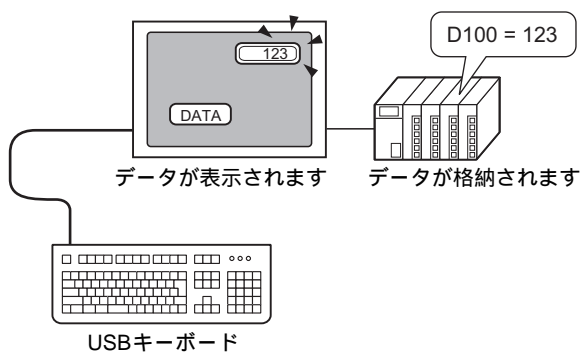 D100 = 123
123
DATA
データが表示されます
データが格納されます
USBキーボード